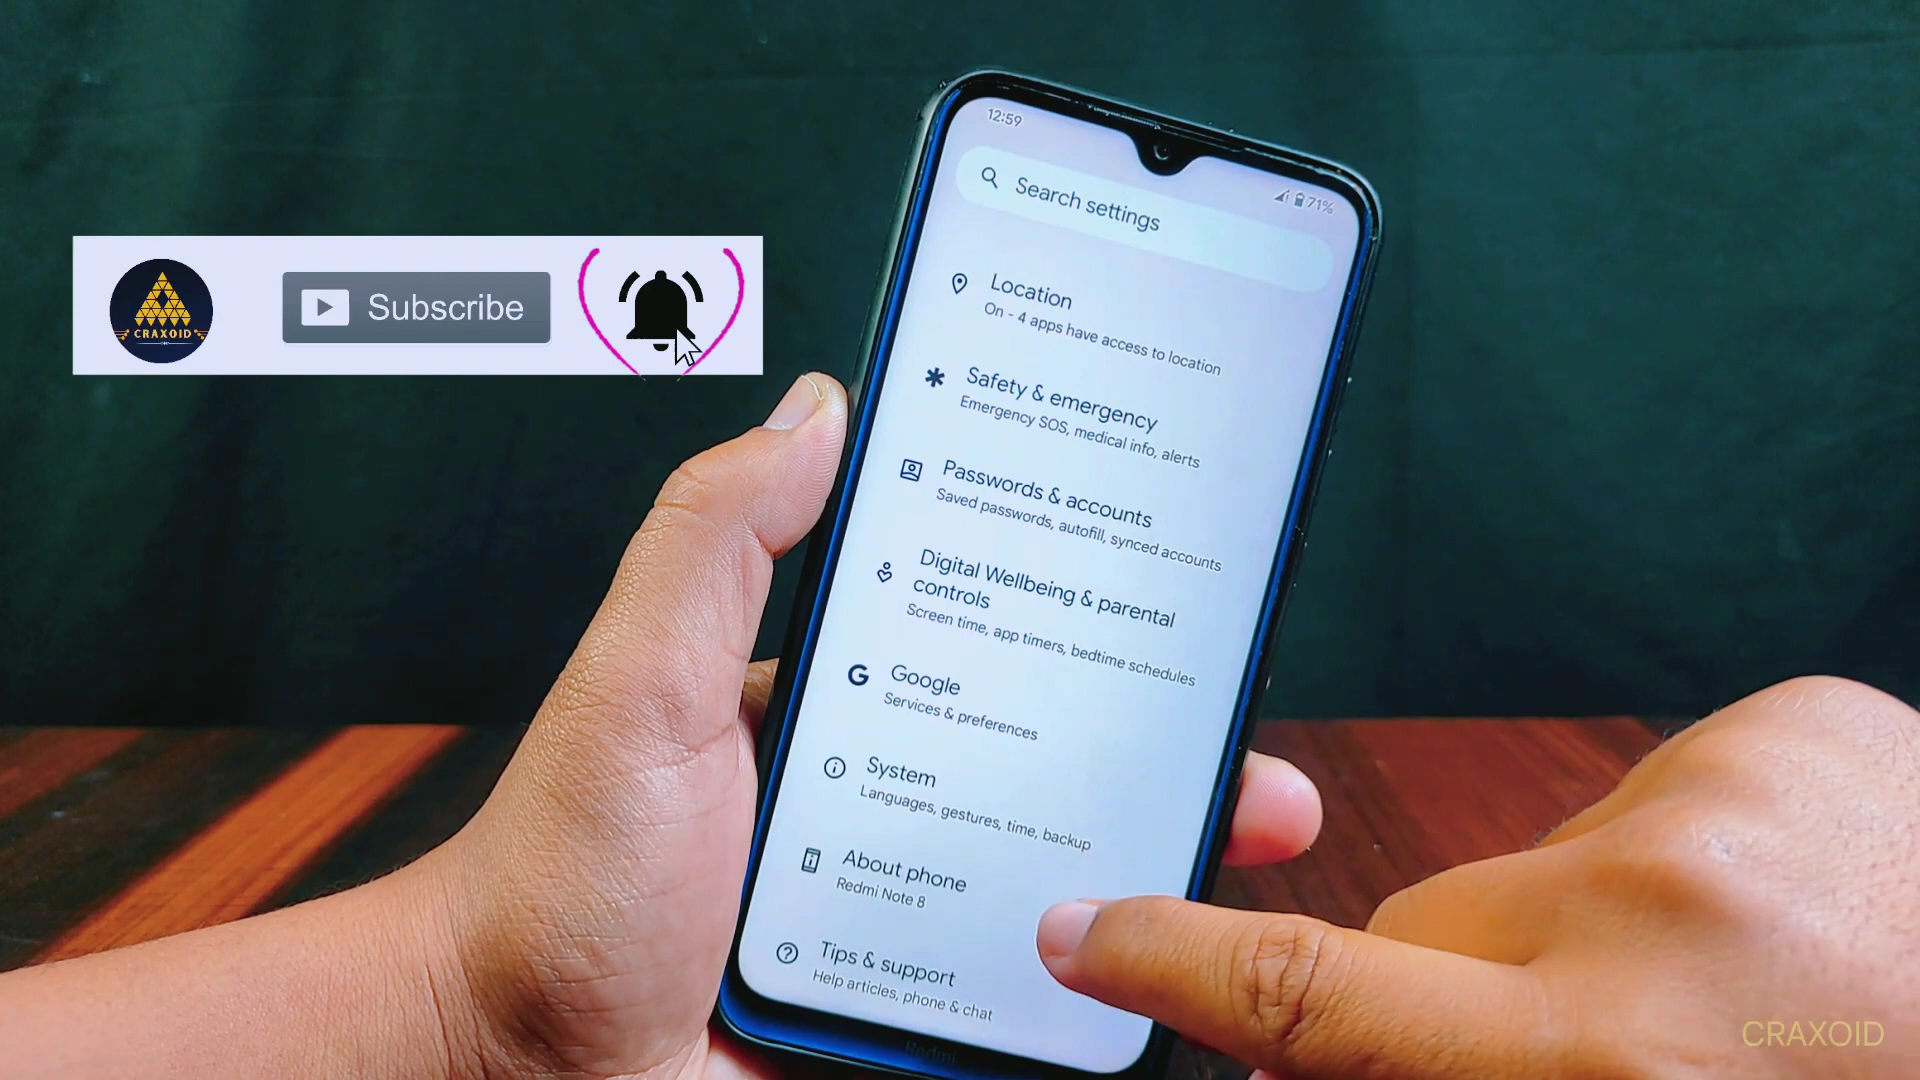 CRAXOID
Subscribe
12:59
71%
Search settings
Location
On - 4 apps have access to location
Safety & emergency
Emergency SOS, medical info, alerts
Passwords & accounts
Saved passwords, autofill, synced accounts
Digital Wellbeing & parental
controls
Screen time, app timers, bedtime schedules
Google
Services & preferences
System
Languages, gestures, time, backup
About phone
Redmi Note 8
Tips & support
Help articles, phone & chat
Redmi
CRAXOID